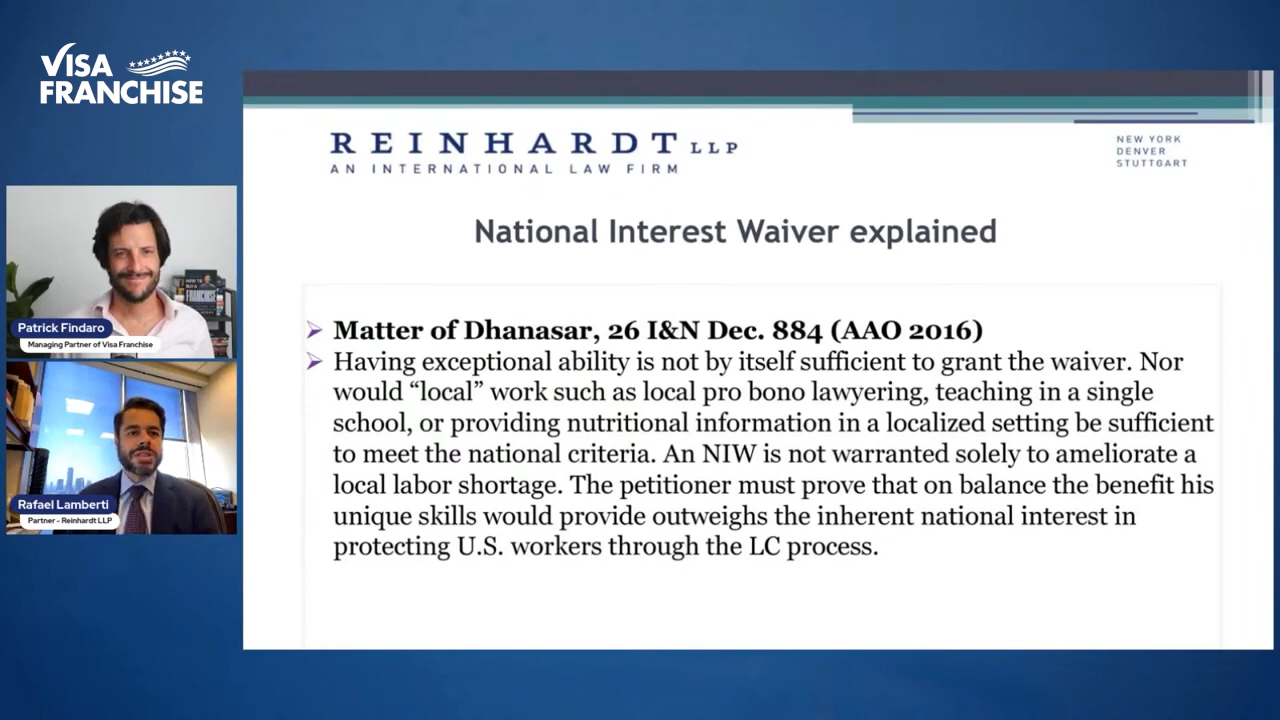 VISA
FRANCHISE
REINHARDT LLP
AN INTERNATIONAL LAW FIRM
NEW YORK
DENVER
STUTTGART
National Interest Waiver explained
➢ Matter of Dhanasar, 26 I&N Dec. 884 (AAO 2016)
➢ Having exceptional ability is not by itself sufficient to grant the waiver. Nor
would “local” work such as local pro bono lawyering, teaching in a single
school, or providing nutritional information in a localized setting be sufficient
to meet the national criteria. An NIW is not warranted solely to ameliorate a
local labor shortage. The petitioner must prove that on balance the benefit his
unique skills would provide outweighs the inherent national interest in
protecting U.S. workers through the LC process.
FRANCHISE
Patrick Findaro
Managing Partner of Visa Franchise
Rafael Lamberti
Partner - Reinhardt LLP